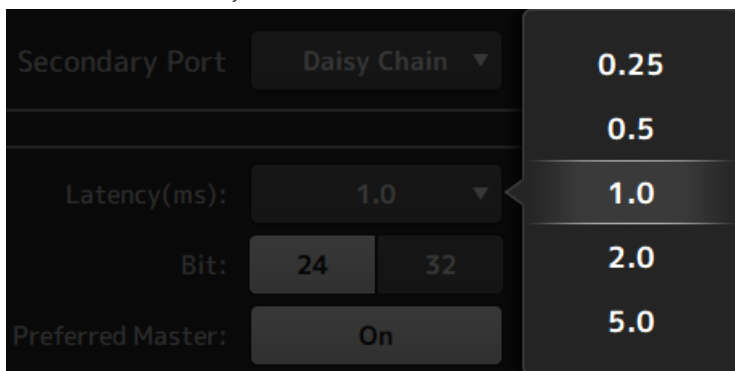 Secondary Port Daisy Chain ▼
Latency(ms): 1.0 ▼
Bit: 24 32
Preferred Master: On
0.25
0.5
1.0
2.0
5.0